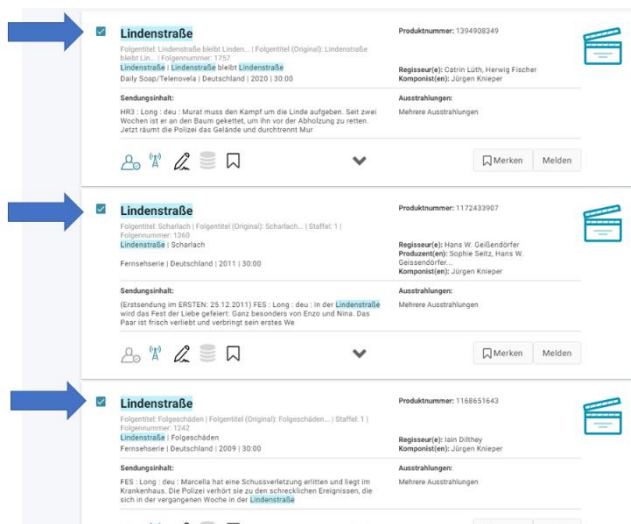 Lindenstraße
Produktnummer: 1394908349
Folgentitel: Lindenstraße bleibt Linden... | Folgentitel (Original): Lindenstraße
bleibt Lin... | Folgennummer: 1757
Lindenstraße | Lindenstraße bleibt Lindenstraße
Daily Soap/Telenovela | Deutschland | 2020 | 30:00
Regisseur(e): Catrin Lüth, Herwig Fischer
Komponist(en): Jürgen Knieper
Sendungsinhalt:
HR3 : Long : deu : Murat muss den Kampf um die Linde aufgeben. Seit zwei
Wochen ist er an den Baum gekettet, um ihn vor der Abholzung zu retten.
Jetzt räumt die Polizei das Gelände und durchtrennt Mur
Ausstrahlungen:
Mehrere Ausstrahlungen
Merken
Melden
Lindenstraße
Produktnummer: 1172433907
Folgentitel: Scharlach | Folgentitel (Original): Scharlach... | Staffel: 1 |
Folgennummer: 1360
Lindenstraße | Scharlach
Fernsehserie | Deutschland | 2011 | 30:00
Regisseur(e): Hans W. Geißendörfer
Produzent(en): Sophie Seitz, Hans W.
Geissendörfer...
Komponist(en): Jürgen Knieper
Sendungsinhalt:
(Erstsendung im ERSTEN: 25.12.2011) FES : Long : deu : In der Lindenstraße
wird das Fest der Liebe gefeiert: Ganz besonders von Enzo und Nina. Das
Paar ist frisch verliebt und verbringt sein erstes We
Ausstrahlungen:
Mehrere Ausstrahlungen
Merken
Melden
Lindenstraße
Produktnummer: 1168651643
Folgentitel: Folgeschäden | Folgentitel (Original): Folgeschäden... | Staffel: 1 |
Folgennummer: 1242
Lindenstraße | Folgeschäden
Fernsehserie | Deutschland | 2009 | 30:00
Regisseur(e): Iain Dilthey
Komponist(en): Jürgen Knieper
Sendungsinhalt:
FES : Long : deu : Marcella hat eine Schussverletzung erlitten und liegt im
Krankenhaus. Die Polizei verhört sie zu den schrecklichen Ereignissen, die
sich in der vergangenen Woche in der Lindenstraße
Ausstrahlungen:
Mehrere Ausstrahlungen